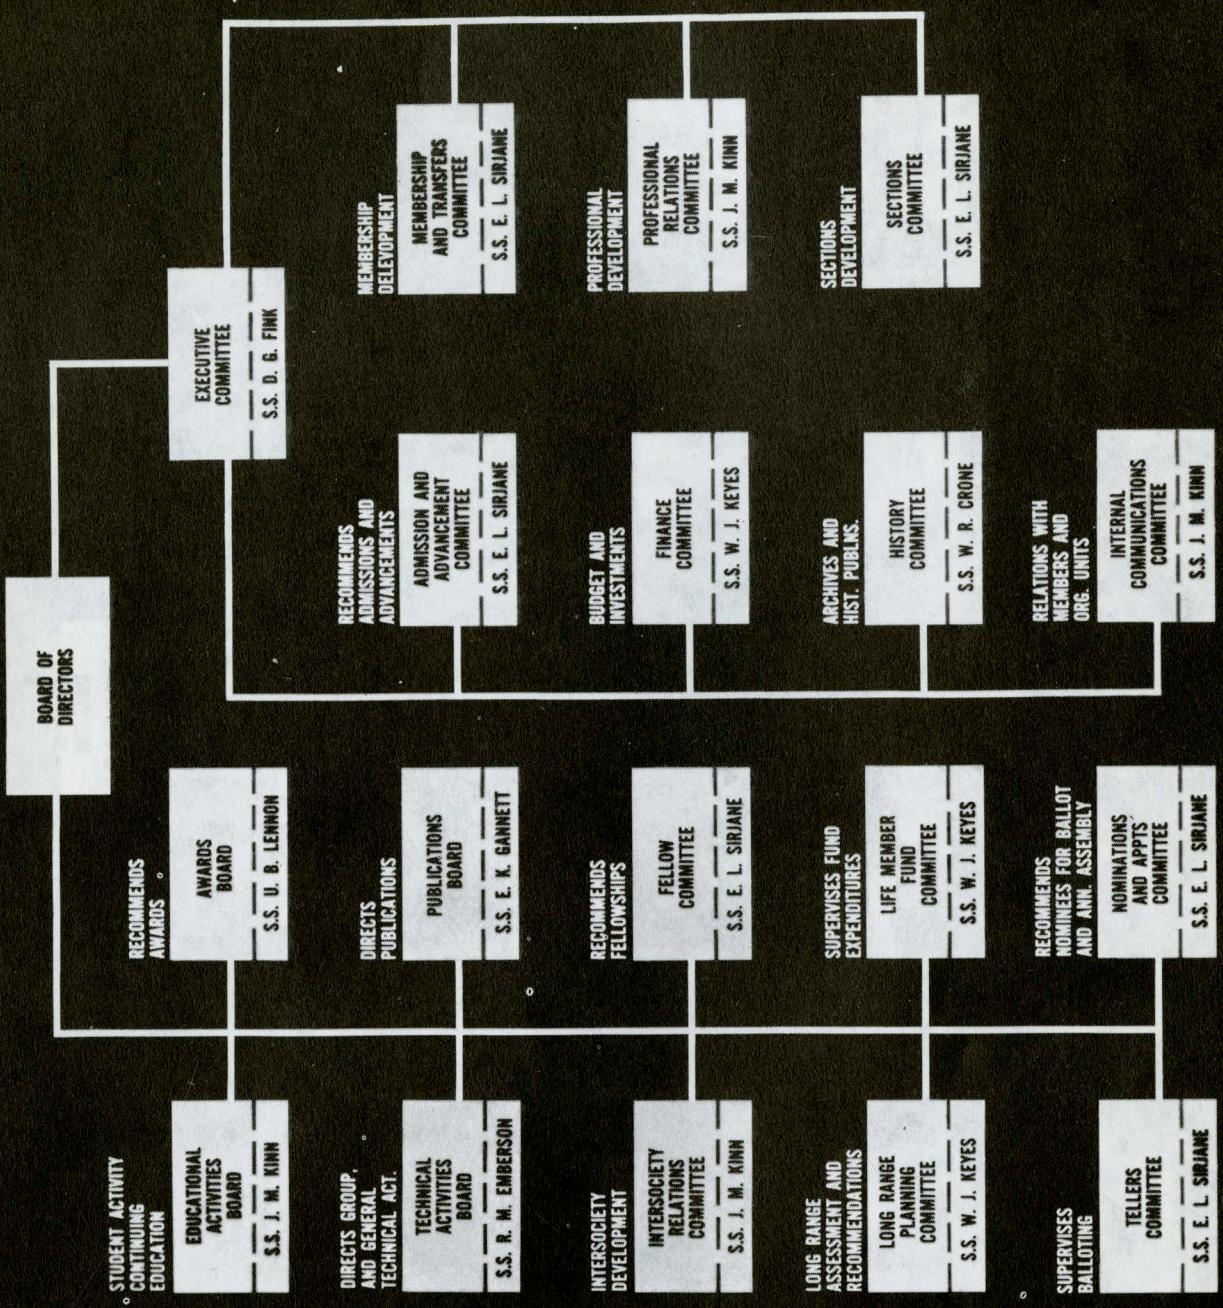 BOARD OF
DIRECTORS
STUDENT ACTIVITY
CONTINUING
EDUCATION
EDUCATIONAL
ACTIVITIES
BOARD
S.S. J. M. KINN
RECOMMENDS
AWARDS
AWARDS
BOARD
S.S. U. B. LENNON
EXECUTIVE
COMMITTEE
S.S. D. G. FINK
DIRECTS GROUP,
AND GENERAL
TECHNICAL ACT.
TECHNICAL
ACTIVITIES
BOARD
S.S. R. M. EMBERSON
DIRECTS
PUBLICATIONS
PUBLICATIONS
BOARD
S.S. E. K. GANNETT
RECOMMENDS
ADMISSIONS AND
ADVANCEMENTS
ADMISSION AND
ADVANCEMENT
COMMITTEE
S.S. E. L. SIRJANE
MEMBERSHIP
DELEVOPMENT
MEMBERSHIP
AND TRANSFERS
COMMITTEE
S.S. E. L. SIRJANE
INTERSOCIETY
DEVELOPMENT
INTERSOCIETY
RELATIONS
COMMITTEE
S.S. J. M. KINN
RECOMMENDS
FELLOWSHIPS
FELLOW
COMMITTEE
S.S. E. L. SIRJANE
BUDGET AND
INVESTMENTS
FINANCE
COMMITTEE
S.S. W. J. KEYES
PROFESSIONAL
DEVELOPMENT
PROFESSIONAL
RELATIONS
COMMITTEE
S.S. J. M. KINN
LONG RANGE
ASSESSMENT AND
RECOMMENDATIONS
LONG RANGE
PLANNING
COMMITTEE
S.S. W. J. KEYES
SUPERVISES FUND
EXPENDITURES
LIFE MEMBER
FUND
COMMITTEE
S.S. W. J. KEYES
ARCHIVES AND
HIST. PUBLNS.
HISTORY
COMMITTEE
S.S. W. R. CRONE
SECTIONS
DEVELOPMENT
SECTIONS
COMMITTEE
S.S. E. L. SIRJANE
SUPERVISES
BALLOTING
TELLERS
COMMITTEE
S.S. E. L SIRJANE
RECOMMENDS
NOMINEES FOR BALLOT
AND ANN. ASSEMBLY
NOMINATIONS
AND APPTS'
COMMITTEE
S.S. E. L. SIRJANE
RELATIONS WITH
MEMBERS AND
ORG. UNITS
INTERNAL
COMMUNICATIONS
COMMITTEE
S.S. J. M. KINN